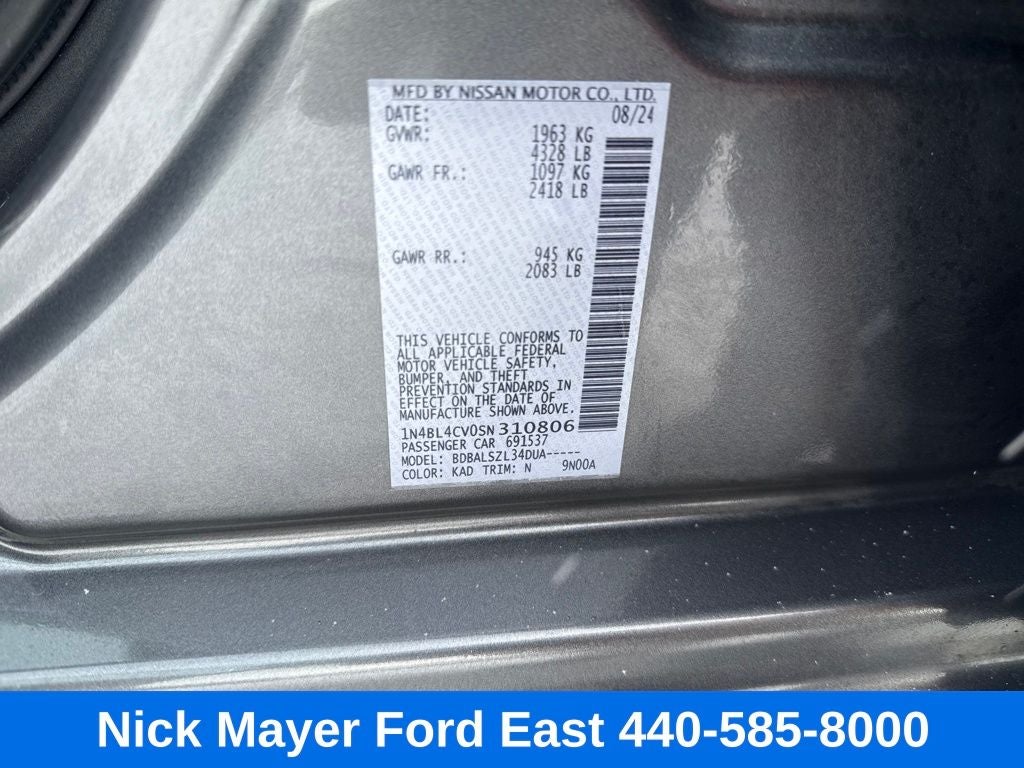 MFD BY NISSAN MOTOR CO., LTD.
DATE: 08/24
GVWR: 1963 KG
4328 LB
GAWR FR.: 1097 KG
2418 LB
GAWR RR.: 945 KG
2083 LB
THIS VEHICLE CONFORMS TO
ALL APPLICABLE FEDERAL
MOTOR VEHICLE SAFETY,
BUMPER, AND THEFT
PREVENTION STANDARDS IN
EFFECT ON THE DATE OF
MANUFACTURE SHOWN ABOVE.
1N4BL4CV0SN310806
PASSENGER CAR 691537
MODEL: BDBALSZL34DUA-----
COLOR: KAD TRIM: N 9N00A
Nick Mayer Ford East 440-585-8000